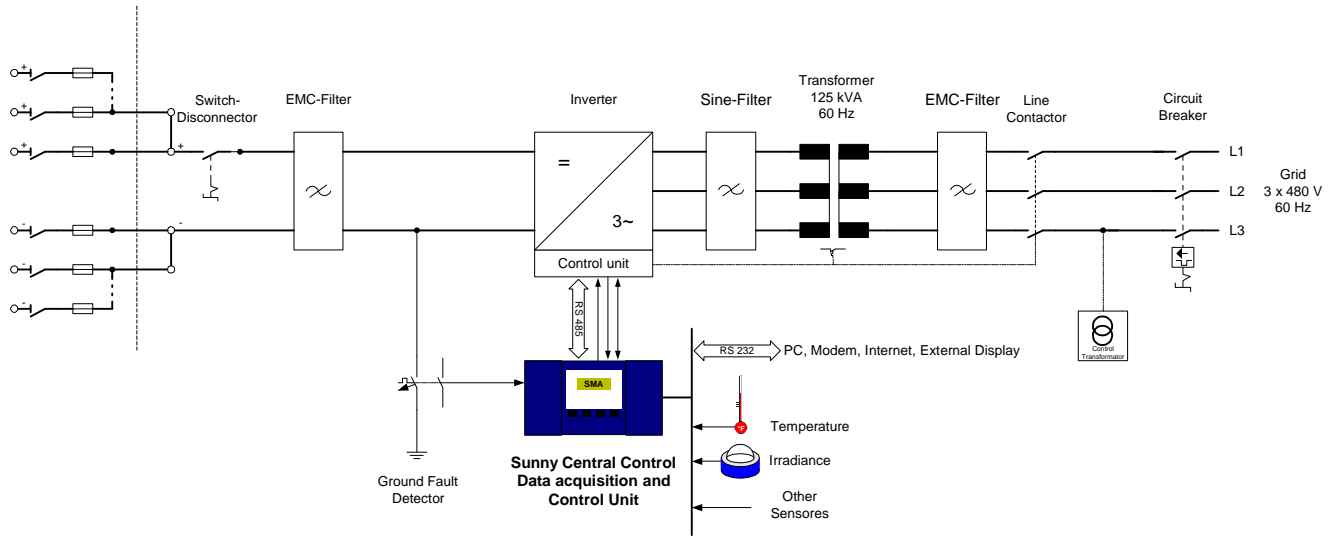 +
+
+
+
-
-
-
-
Switch-
Disconnector
EMC-Filter
Inverter
=
3~
Control unit
Sine-Filter
Transformer
125 kVA
60 Hz
EMC-Filter
Line
Contactor
Circuit
Breaker
L1
L2
L3
Grid
3 x 480 V
60 Hz
RS 485
Control
Transformator
RS 232
PC, Modem, Internet, External Display
SMA
°F
Temperature
Irradiance
Other
Sensores
Sunny Central Control
Data acquisition and
Control Unit
Ground Fault
Detector